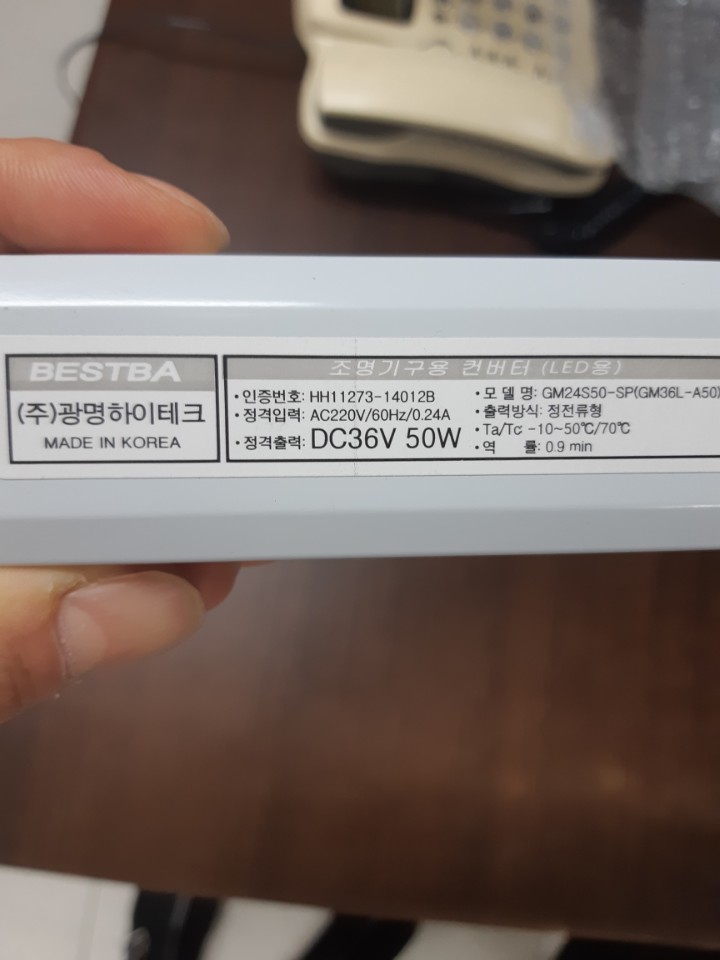 BESTBA
(주)광명하이테크
MADE IN KOREA
조명기구용 컨버터 (LED용)
•인증번호: HH11273-14012B
•정격입력: AC220V/60Hz/0.24A
•정격출력: DC36V 50W
•모 델 명: GM24S50-SP(GM36L-A50)
•출력방식: 정전류형
•Ta/Tc: -10~50℃/70℃
•역 률: 0.9 min